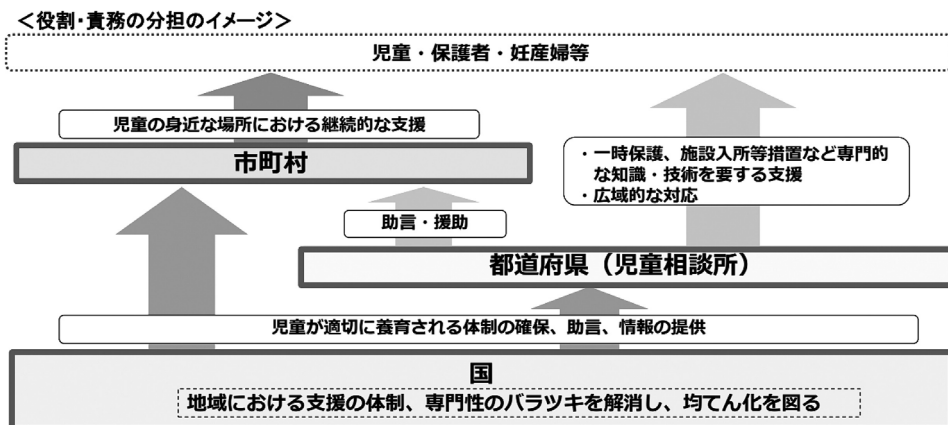 ＜役割・責務の分担のイメージ＞
児童・保護者・妊産婦等
児童の身近な場所における継続的な支援
市町村
・一時保護、施設入所等措置など専門的
な知識・技術を要する支援
・広域的な対応
助言・援助
都道府県（児童相談所）
児童が適切に養育される体制の確保、助言、情報の提供
国
地域における支援の体制、専門性のバラツキを解消し、均てん化を図る